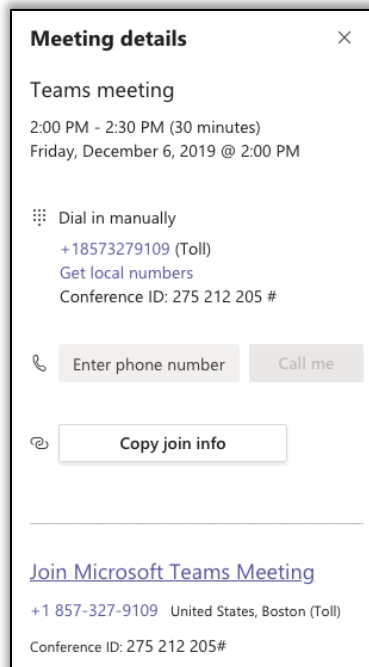 Meeting details
Teams meeting
2:00 PM - 2:30 PM (30 minutes)
Friday, December 6, 2019 @ 2:00 PM
Dial in manually
+18573279109 (Toll)
Get local numbers
Conference ID: 275 212 205 #
Enter phone number
Call me
Copy join info
Join Microsoft Teams Meeting
+1 857-327-9109 United States, Boston (Toll)
Conference ID: 275 212 205#